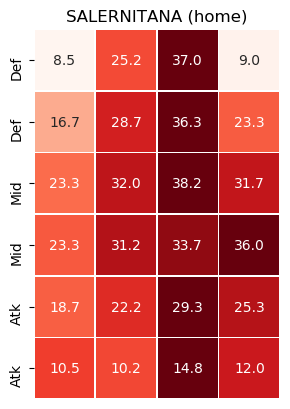 SALERNITANA (home)
Def 8.5 25.2 37.0 9.0
Def 16.7 28.7 36.3 23.3
Mid 23.3 32.0 38.2 31.7
Mid 23.3 31.2 33.7 36.0
Atk 18.7 22.2 29.3 25.3
Atk 10.5 10.2 14.8 12.0